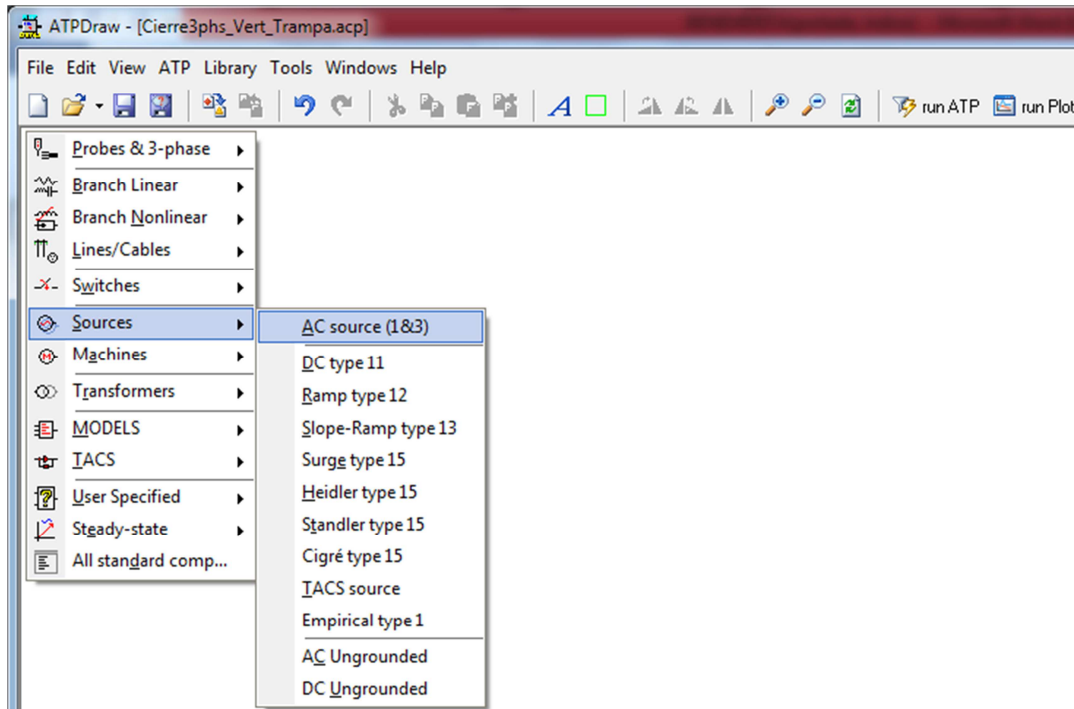 ATPDraw - [Cierre3phs_Vert_Trampa.acp]
File Edit View ATP Library Tools Windows Help
A run ATP run Plot
Probes & 3-phase
Branch Linear
Branch Nonlinear
Lines/Cables
Switches
Sources
Machines
Transformers
MODELS
TACS
User Specified
Steady-state
All standard comp...
AC source (1&3)
DC type 11
Ramp type 12
Slope-Ramp type 13
Surge type 15
Heidler type 15
Standler type 15
Cigré type 15
TACS source
Empirical type 1
AC Ungrounded
DC Ungrounded